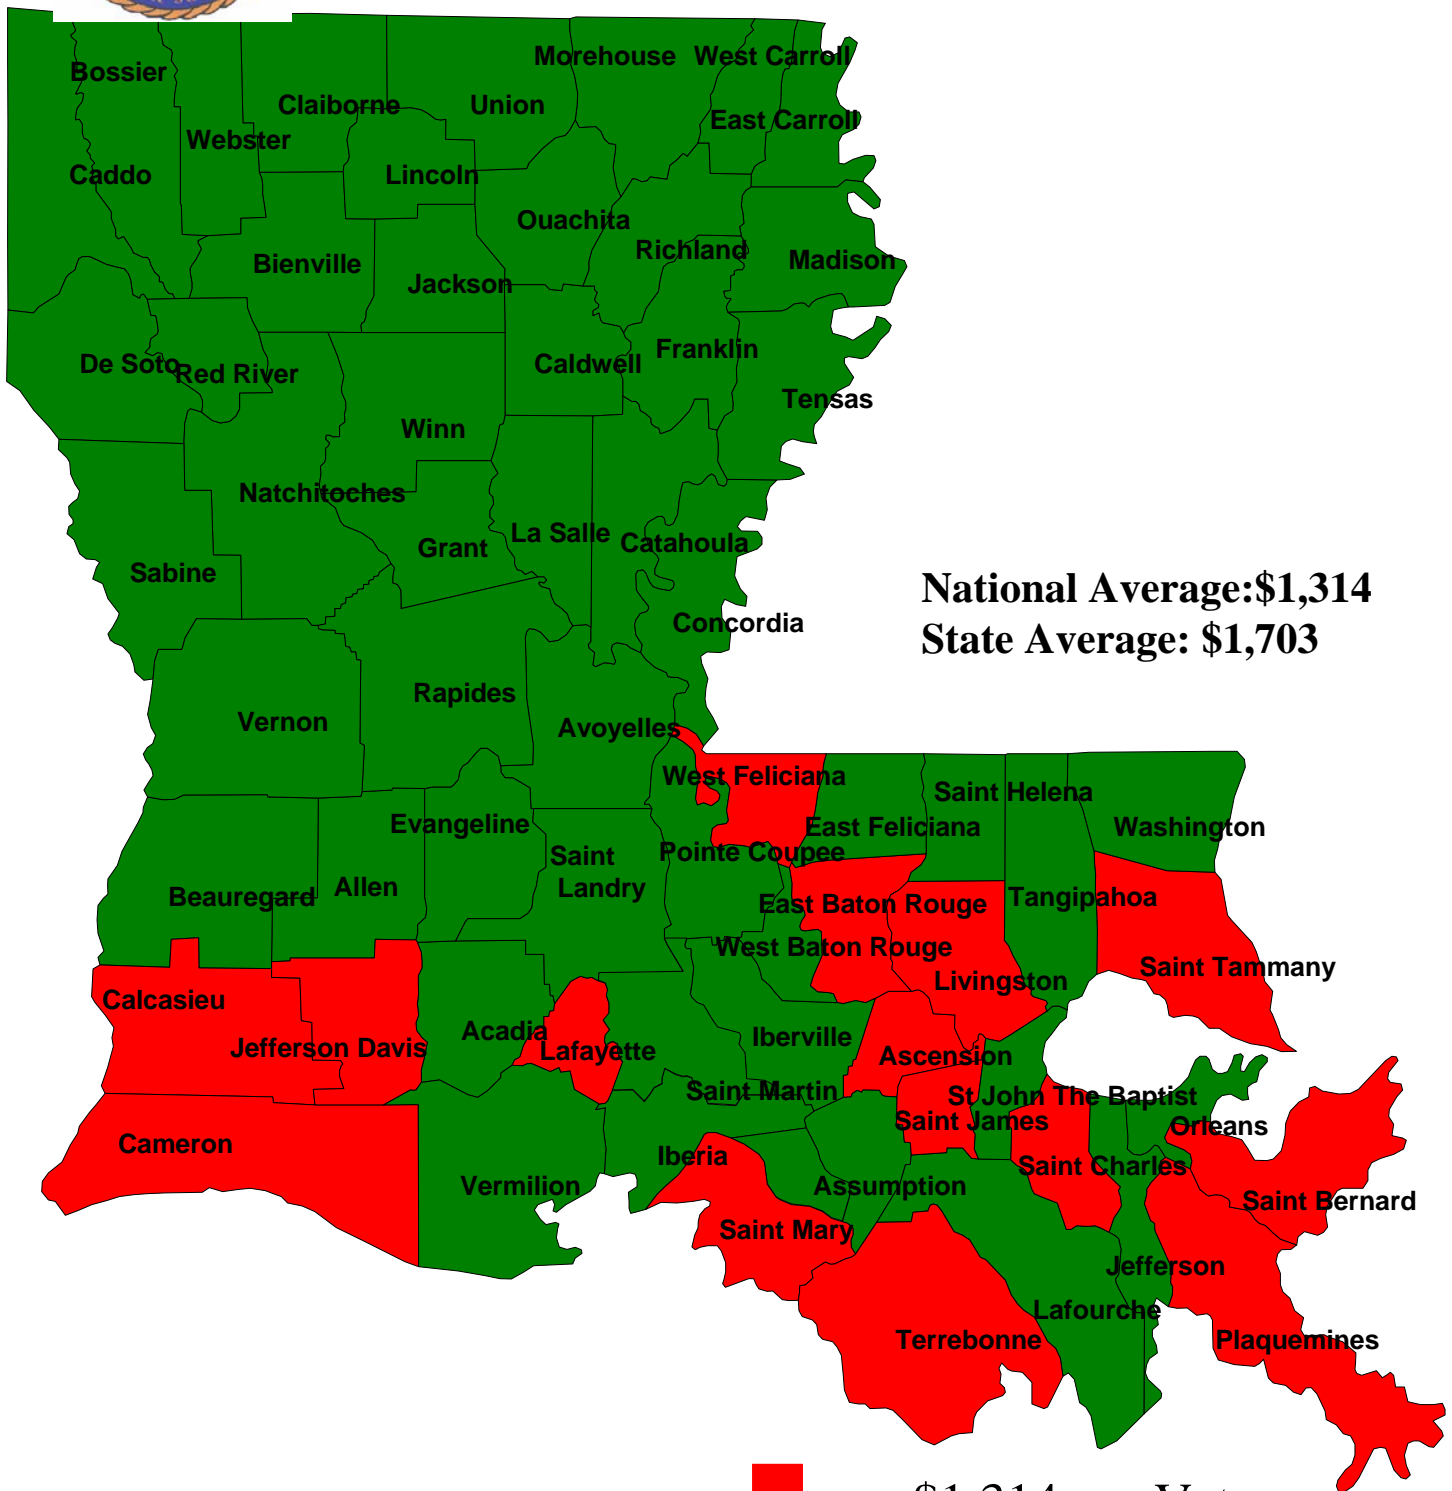 Morehouse West Carroll
Bossier
Claiborne Union
East Carroll
Webster
Caddo Lincoln
Ouachita
Richland
Madison
Bienville
Jackson
Franklin
De Soto Caldwell
Red River
Tensas
Winn
Natchitoches
La Salle
Catahoula
Grant
Sabine
National Average:$1,314
Concordia
State Average: $1,703
Rapides
Vernon
Avoyelles
West Feliciana
Saint Helena
Evangeline
East Feliciana
Washington
Pointe Coupee
Saint
Landry
Allen
Beauregard
Tangipahoa
East Baton Rouge
West Baton Rouge
Saint Tammany
Livingston
Calcasieu
Acadia
Iberville
Jefferson Davis
Lafayette
Ascension
Saint Martin
St John The Baptist
Saint James
Orleans
Cameron
Iberia
Saint Charles
Vermilion
Assumption
Saint Bernard
Saint Mary
Jefferson
Lafourche
Terrebonne
Plaquemines
$1,314